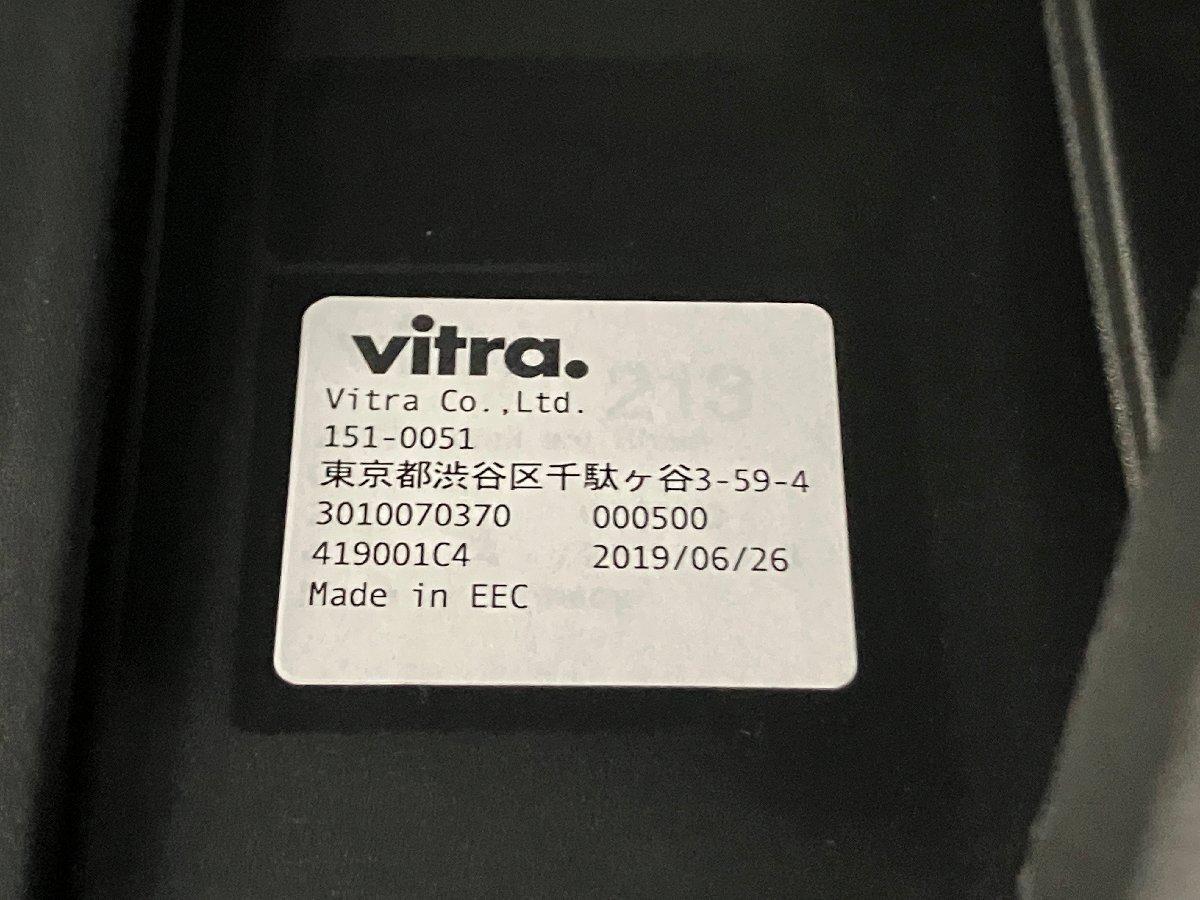 vitra.
Vitra Co.,Ltd.
213
151-0051
東京都渋谷区千駄ヶ谷3-59-4
3010070370 000500
419001C4 2019/06/26
Made in EEC